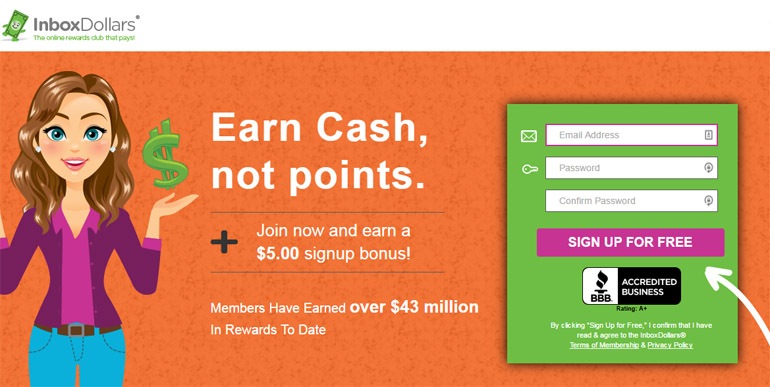 InboxDollars®
The online rewards club that pays!
Earn Cash,
not points.
Join now and earn a
$5.00 signup bonus!
Members Have Earned over $43 million
In Rewards To Date
Email Address
Password
Confirm Password
SIGN UP FOR FREE
BBB.
ACCREDITED
BUSINESS
Rating: A+
By clicking "Sign Up for Free," I confirm that I have
read & agree to the InboxDollars®
Terms of Membership & Privacy Policy